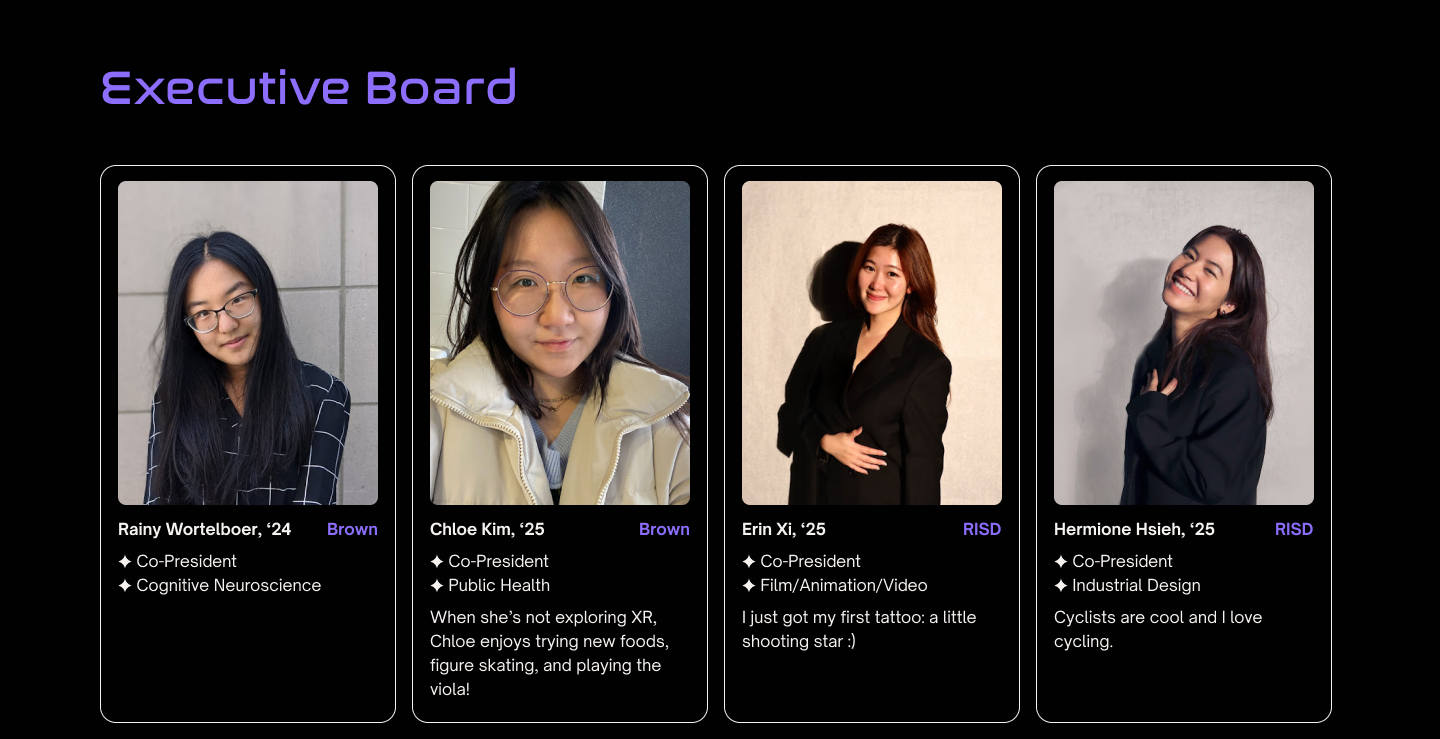 Executive Board
Rainy Wortelboer, ‘24 Brown
✦ Co-President
✦ Cognitive Neuroscience
Chloe Kim, ‘25 Brown
✦ Co-President
✦ Public Health
When she’s not exploring XR,
Chloe enjoys trying new foods,
figure skating, and playing the
viola!
Erin Xi, ‘25 RISD
✦ Co-President
✦ Film/Animation/Video
I just got my first tattoo: a little
shooting star :)
Hermione Hsieh, ‘25 RISD
✦ Co-President
✦ Industrial Design
Cyclists are cool and I love
cycling.